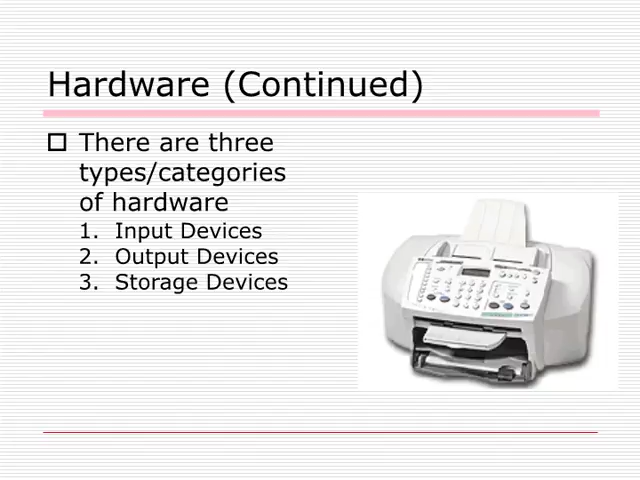 Hardware (Continued)
There are three
types/categories
of hardware
1. Input Devices
2. Output Devices
3. Storage Devices